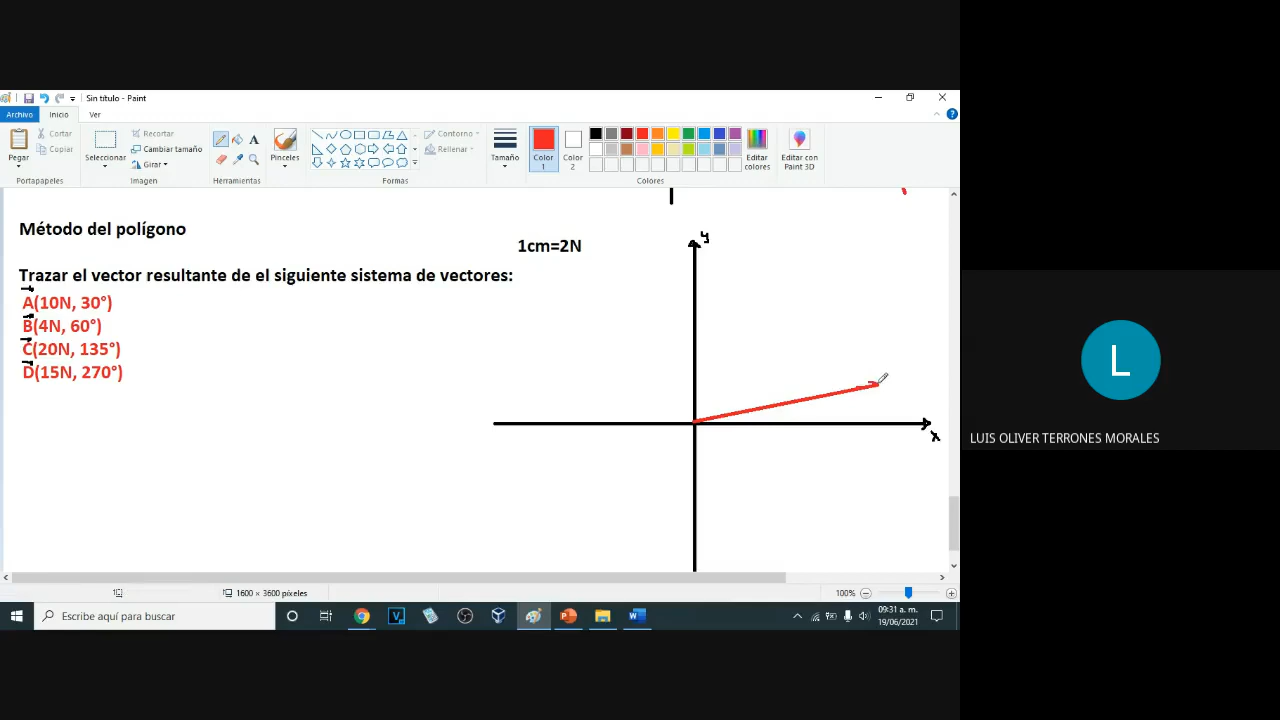 Sin título - Paint
Archivo Inicio Ver
Pegar
Cortar
Copiar
Portapapeles
Seleccionar
Recortar
Cambiar tamaño
Girar
Imagen
A
Herramientas
Pinceles
Contorno
Rellenar
Formas
Tamaño
Color 1
Color 2
Editar colores
Editar con Paint 3D
Colores
Método del polígono
1cm=2N
y
Trazar el vector resultante de el siguiente sistema de vectores:
A(10N, 30°)
B(4N, 60°)
C(20N, 135°)
D(15N, 270°)
x
L
LUIS OLIVER TERRONES MORALES
1600 × 3600 píxeles
100%
Escribe aquí para buscar
09:31 a. m.
19/06/2021